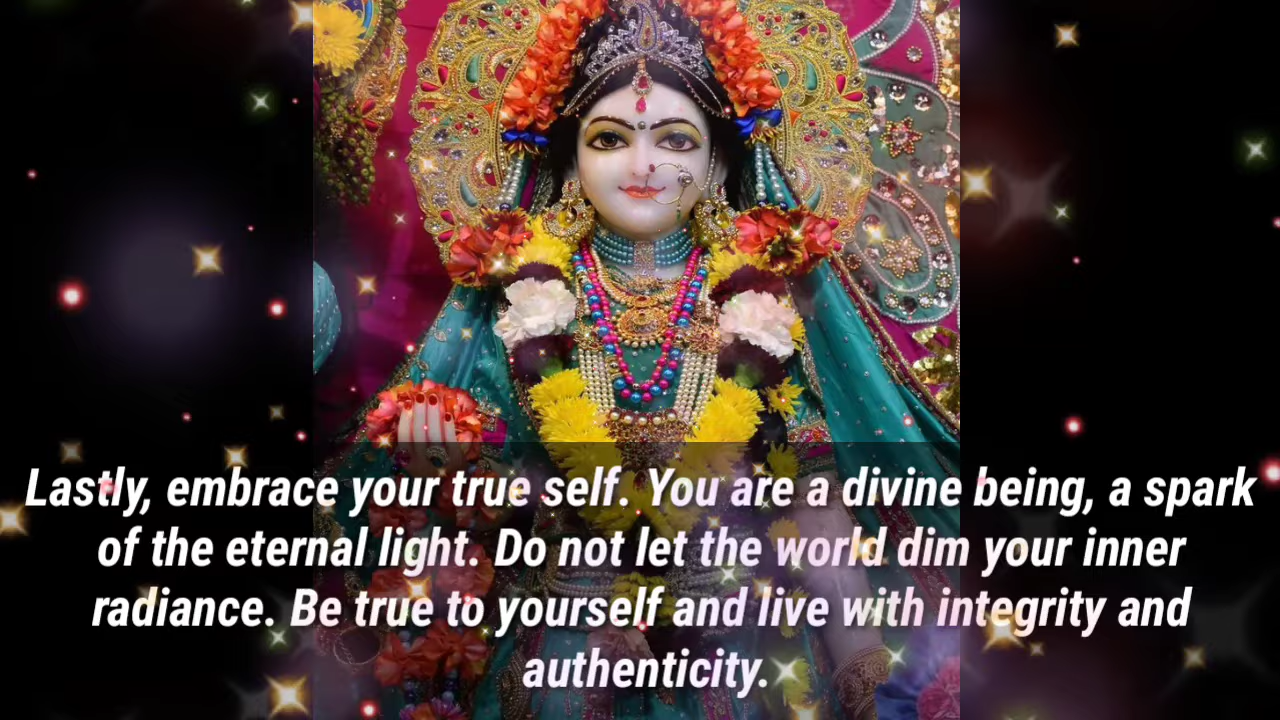 Lastly, embrace your true self. You are a divine being, a spark
of the eternal light. Do not let the world dim your inner
radiance. Be true to yourself and live with integrity and
authenticity.